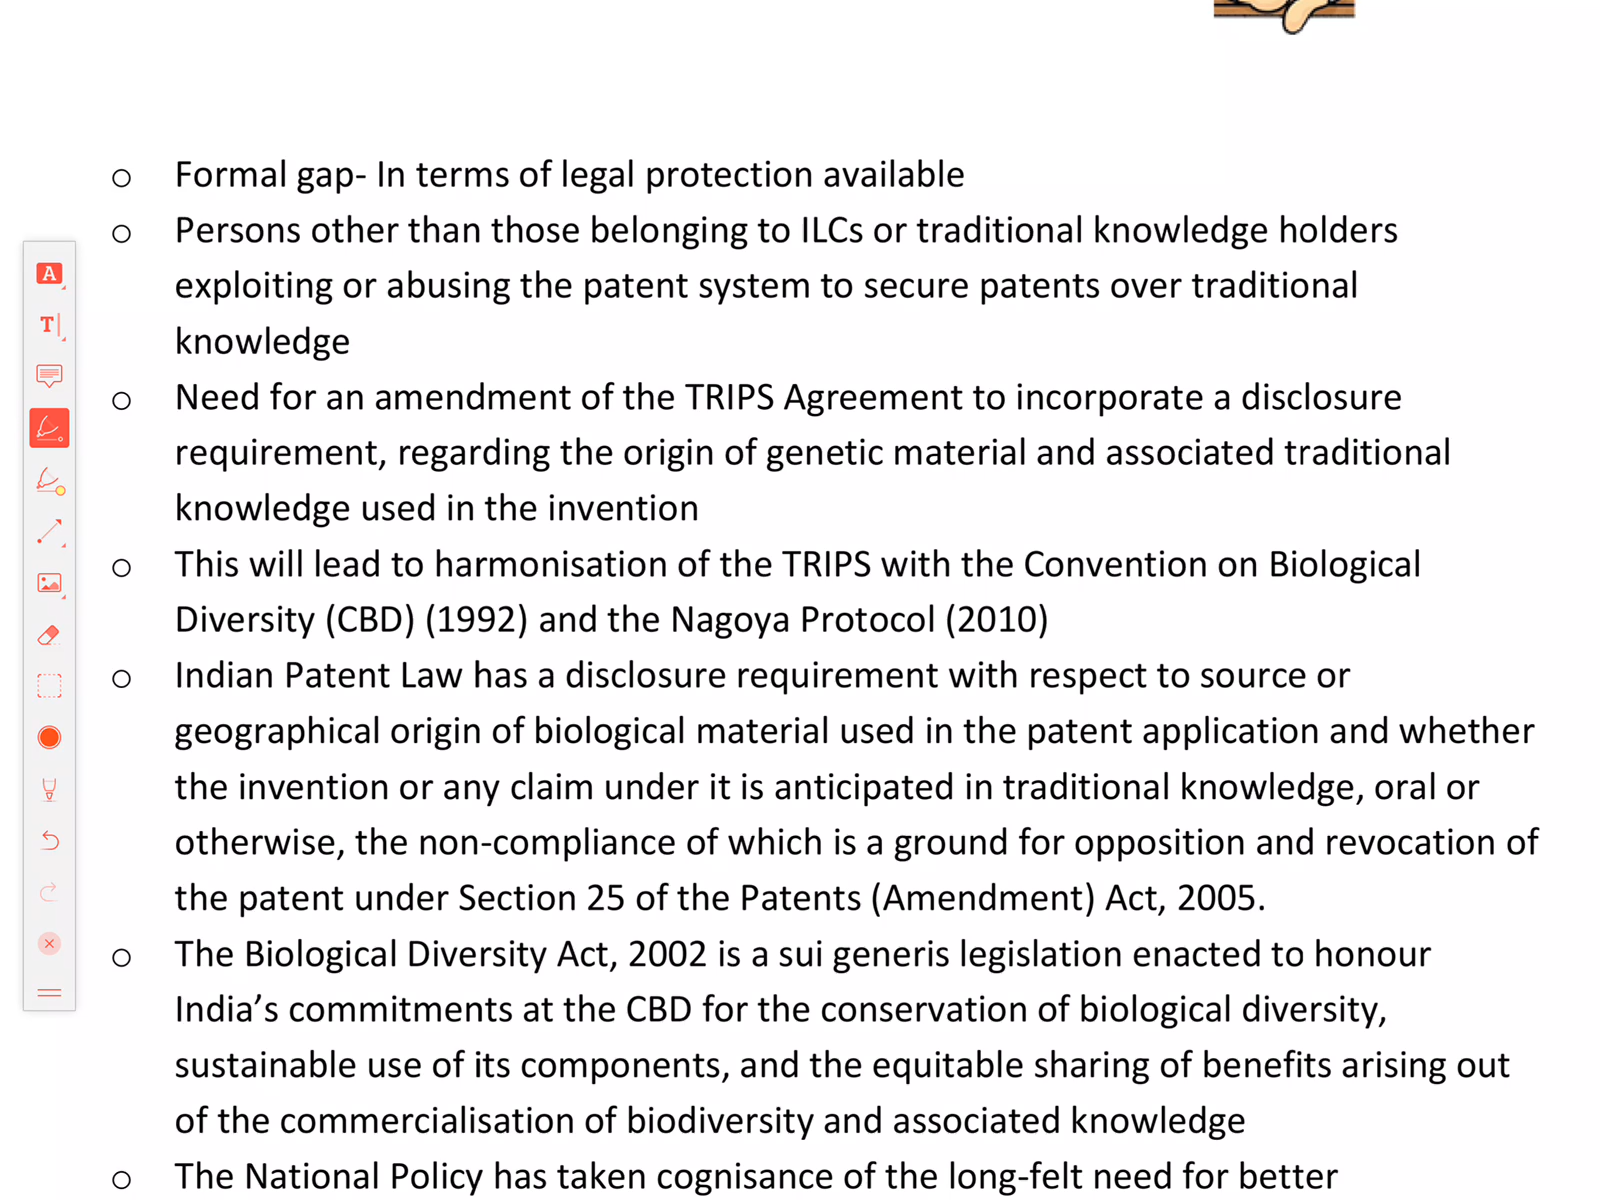 o Formal gap- In terms of legal protection available
o Persons other than those belonging to ILCs or traditional knowledge holders
exploiting or abusing the patent system to secure patents over traditional
knowledge
o Need for an amendment of the TRIPS Agreement to incorporate a disclosure
requirement, regarding the origin of genetic material and associated traditional
knowledge used in the invention
o This will lead to harmonisation of the TRIPS with the Convention on Biological
Diversity (CBD) (1992) and the Nagoya Protocol (2010)
o Indian Patent Law has a disclosure requirement with respect to source or
geographical origin of biological material used in the patent application and whether
the invention or any claim under it is anticipated in traditional knowledge, oral or
otherwise, the non-compliance of which is a ground for opposition and revocation of
the patent under Section 25 of the Patents (Amendment) Act, 2005.
o The Biological Diversity Act, 2002 is a sui generis legislation enacted to honour
India’s commitments at the CBD for the conservation of biological diversity,
sustainable use of its components, and the equitable sharing of benefits arising out
of the commercialisation of biodiversity and associated knowledge
o The National Policy has taken cognisance of the long-felt need for better
A
T